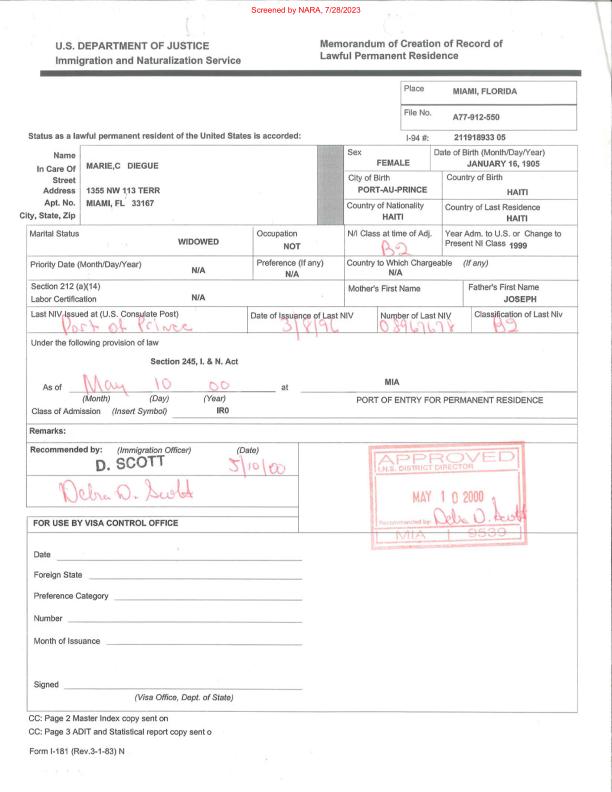 Screened by NARA, 7/28/2023
U.S. DEPARTMENT OF JUSTICE
Immigration and Naturalization Service
Memorandum of Creation of Record of
Lawful Permanent Residence
Place MIAMI, FLORIDA
File No. A77-912-550
Status as a lawful permanent resident of the United States is accorded:
I-94 #: 211918933 05
Name MARIE,C DIEGUE
In Care Of
Street
Address 1355 NW 113 TERR
Apt. No. MIAMI, FL 33167
City, State, Zip
Sex
FEMALE
Date of Birth (Month/Day/Year)
JANUARY 16, 1905
City of Birth
PORT-AU-PRINCE
Country of Birth
HAITI
Country of Nationality
HAITI
Country of Last Residence
HAITI
Marital Status
WIDOWED
Occupation
NOT
N/I Class at time of Adj.
B2
Year Adm. to U.S. or Change to
Present NI Class 1999
Priority Date (Month/Day/Year)
N/A
Preference (If any)
N/A
Country to Which Chargeable (If any)
N/A
Section 212 (a)(14)
Labor Certification N/A
Mother's First Name
Father's First Name
JOSEPH
Last NIV Issued at (U.S. Consulate Post)
Port of Prince
Date of Issuance of Last NIV
3/8/96
Number of Last NIV
Classification of Last Niv
B2
Under the following provision of law
Section 245, I. & N. Act
As of May 10 00 at MIA
(Month) (Day) (Year) PORT OF ENTRY FOR PERMANENT RESIDENCE
Class of Admission (Insert Symbol) IR0
Remarks:
Recommended by: (Immigration Officer) (Date)
D. SCOTT 5/10/00
Debra D. Scott
APPROVED
I.N.S. DISTRICT DIRECTOR
MAY 10 2000
Recommended by: Debra D. Scott
MIA 9539
FOR USE BY VISA CONTROL OFFICE
Date
Foreign State
Preference Category
Number
Month of Issuance
Signed
(Visa Office, Dept. of State)
CC: Page 2 Master Index copy sent on
CC: Page 3 ADIT and Statistical report copy sent o
Form I-181 (Rev.3-1-83) N